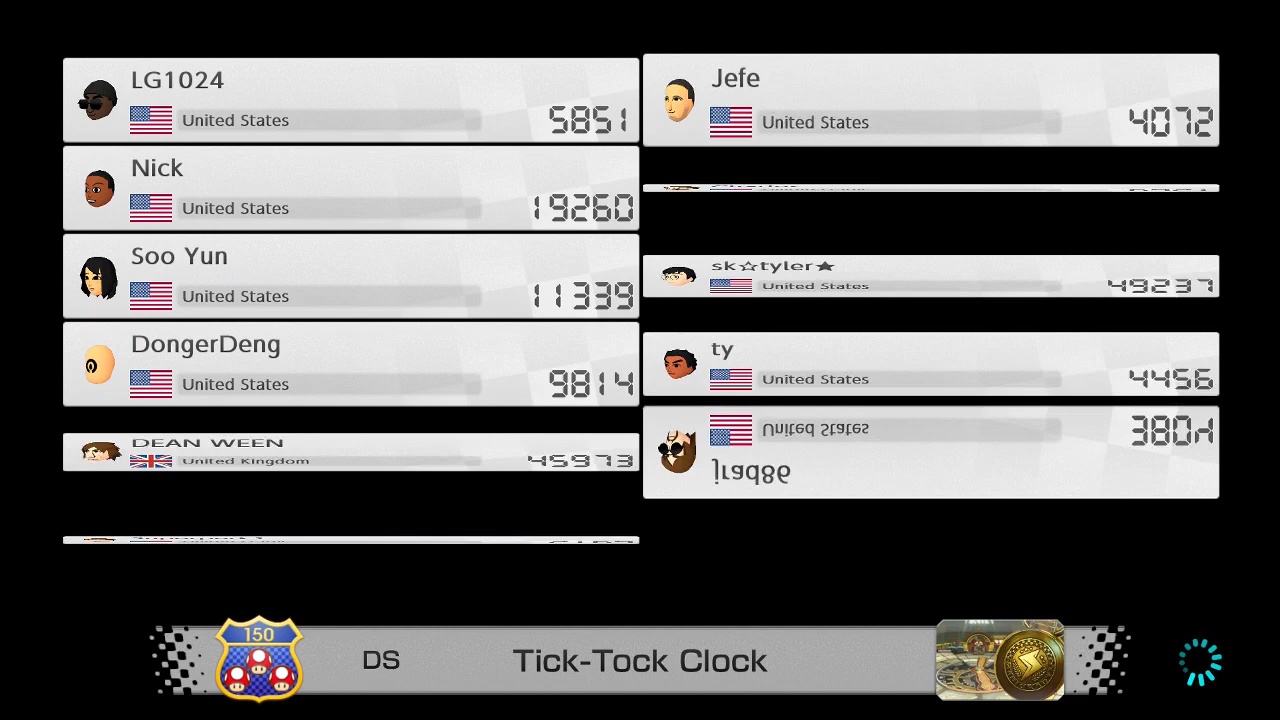 LG1024
United States
5851
Nick
United States
19260
Soo Yun
United States
11339
DongerDeng
United States
9814
DEAN WEEN
United Kingdom
45973
Jefe
United States
4072
sk☆tyler★
United States
49237
ty
United States
4456
United States
jrad86
150
DS
Tick-Tock Clock